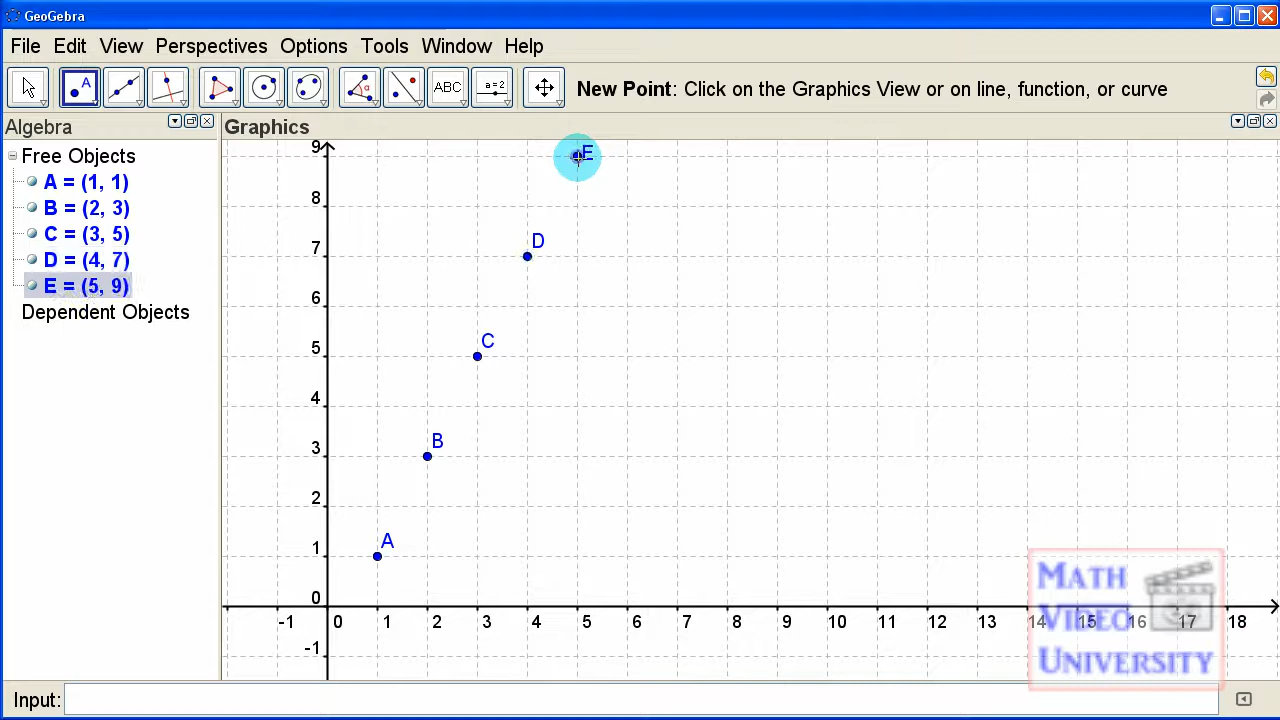 GeoGebra
File Edit View Perspectives Options Tools Window Help
A α ABC a=2 New Point: Click on the Graphics View or on line, function, or curve
Algebra
Graphics
Free Objects
A = (1, 1)
B = (2, 3)
C = (3, 5)
D = (4, 7)
E = (5, 9)
Dependent Objects
9
E
8
D
7
6
C
5
4
B
3
2
A
1
0
-1 0 1 2 3 4 5 6 7 8 9 10 11 12 13 14 15 16 17 18
-1
MATH
VIDEO
UNIVERSITY
Input: